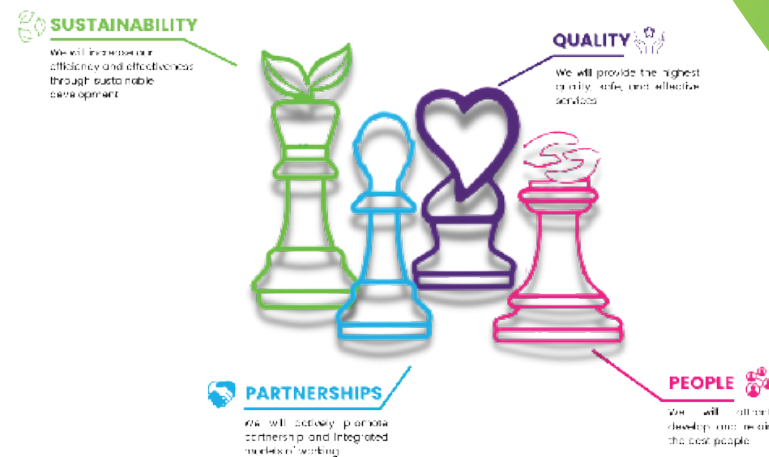 SUSTAINABILITY
We will increase our
efficiency and effectiveness
through sustainable
development
QUALITY
We will provide the highest
quality, safe, and effective
services
PARTNERSHIPS
We will actively promote
partnership and integrated
models of working
PEOPLE
We will attract
develop and retain
the best people